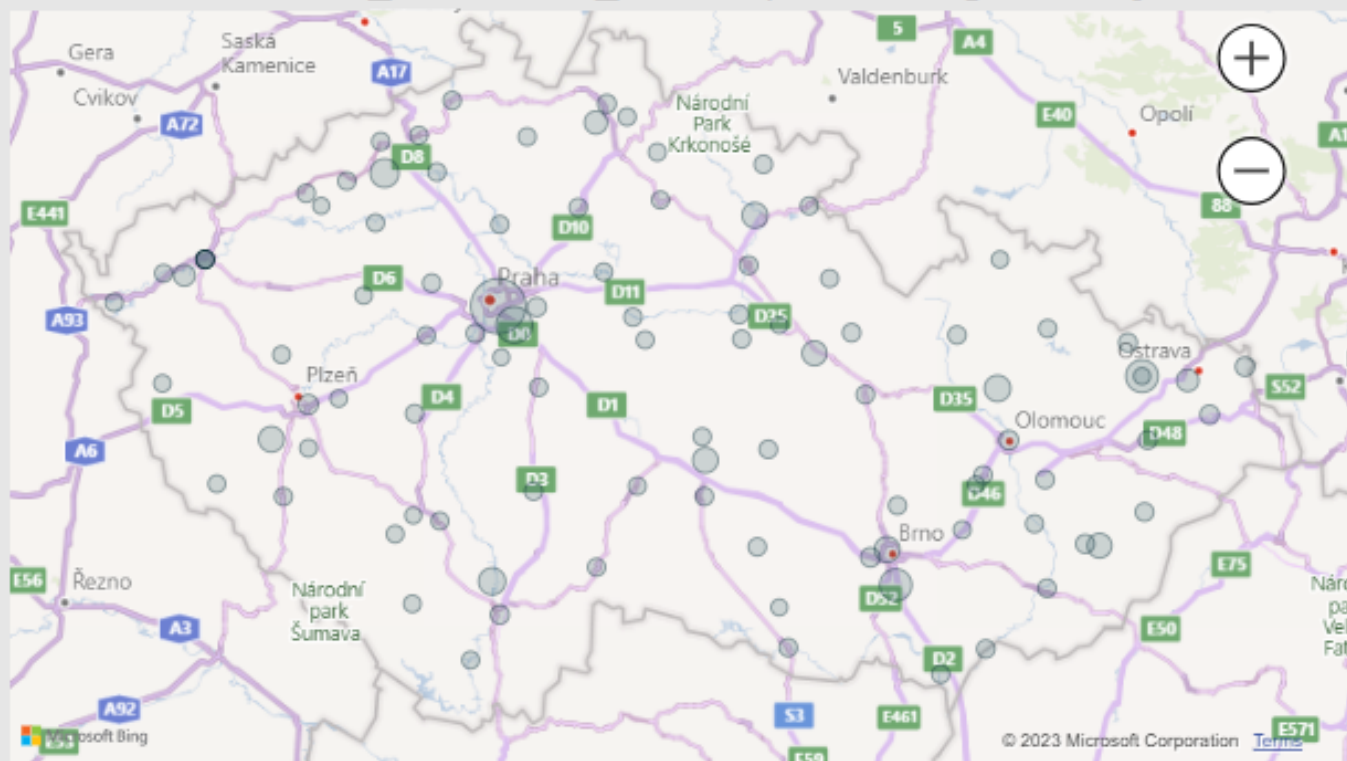 5
A4
Saská
Kamenice
Gera
A17
Valdenburk
Cvikov
A72
Národní
Park
Krkonošé
E40
Opolí
D8
E441
88
D10
Praha
D6
D11
A93
D35
D0
Ostrava
Plzeň
D4
D1
D35
S52
D5
Olomouc
A6
D48
D3
D46
Brno
E56
Řezno
Národní
park
Šumava
D52
E75
A3
E50
D2
A92
S3
E461
E571
Microsoft Bing
© 2023 Microsoft Corporation Terms
E59